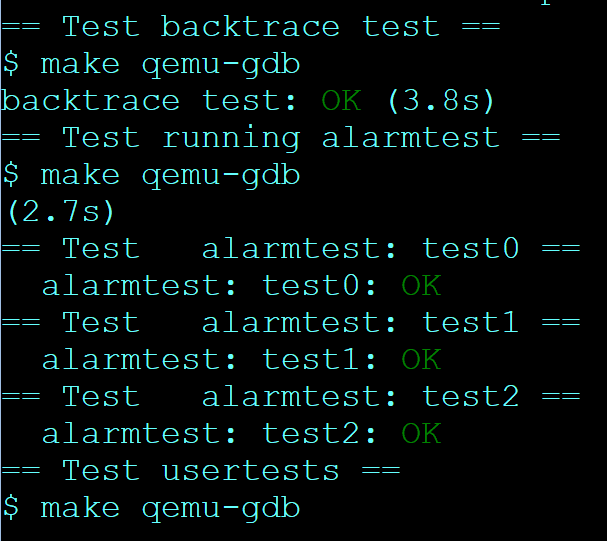 == Test backtrace test ==
$ make qemu-gdb
backtrace test: OK (3.8s)
== Test running alarmtest ==
$ make qemu-gdb
(2.7s)
== Test   alarmtest: test0 ==
  alarmtest: test0: OK
== Test   alarmtest: test1 ==
  alarmtest: test1: OK
== Test   alarmtest: test2 ==
  alarmtest: test2: OK
== Test usertests ==
$ make qemu-gdb